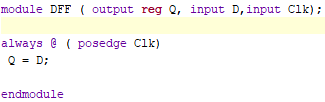 module DFF ( output reg Q, input D,input Clk);
always @ ( posedge Clk)
Q = D;
endmodule